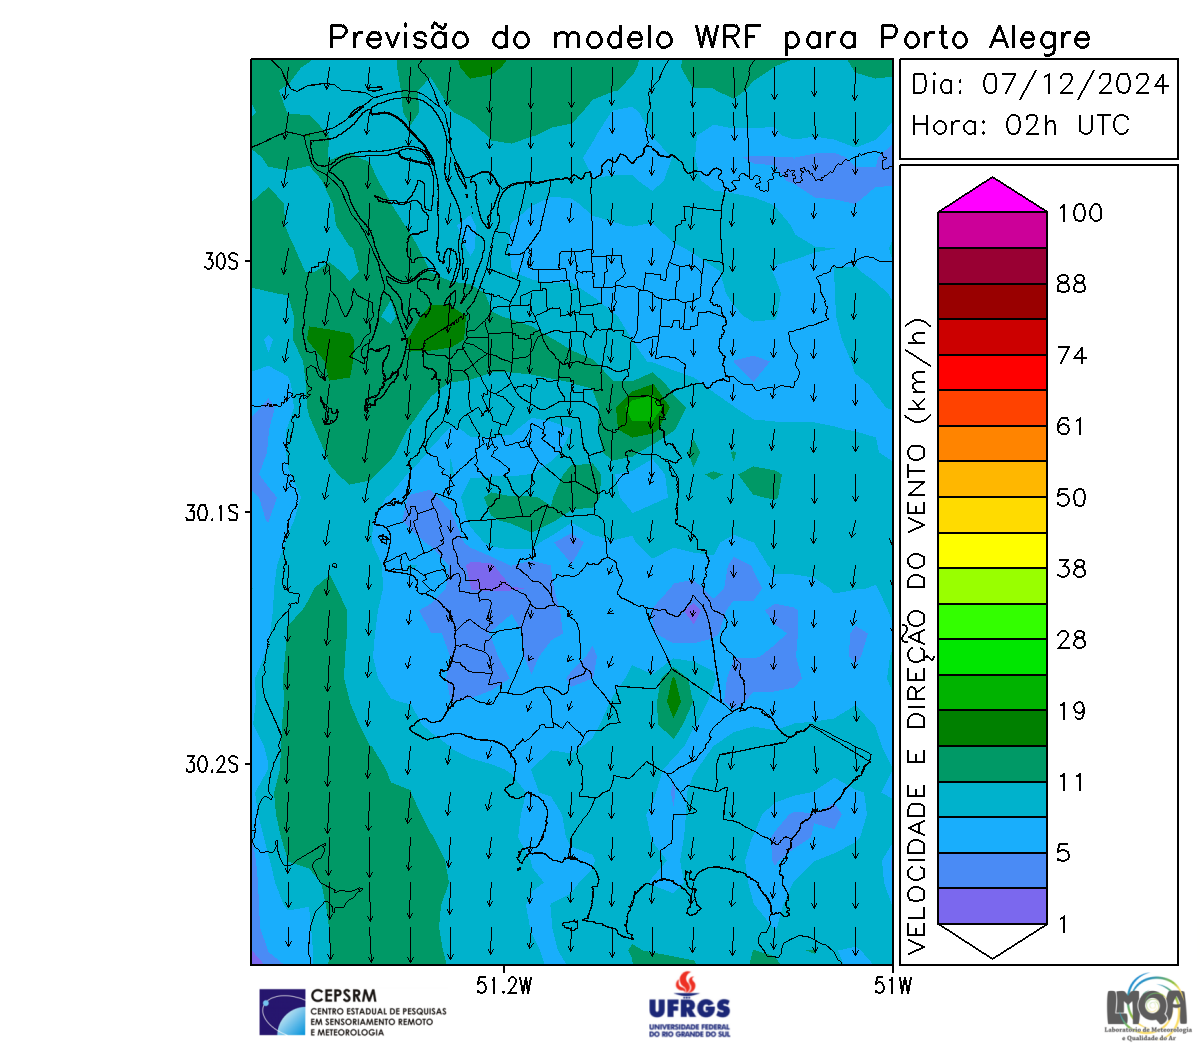 Previsão do modelo WRF para Porto Alegre
Dia: 07/12/2024
Hora: 02h UTC
30S
30.1S
30.2S
51.2W
51W
VELOCIDADE E DIREÇÃO DO VENTO (km/h)
100
88
74
61
50
38
28
19
11
5
1
CEPSRM
CENTRO ESTADUAL DE PESQUISAS
EM SENSORIAMENTO REMOTO
E METEOROLOGIA
UFRGS
UNIVERSIDADE FEDERAL
DO RIO GRANDE DO SUL
LMQA
Laboratório de Meteorologia
e Qualidade do Ar